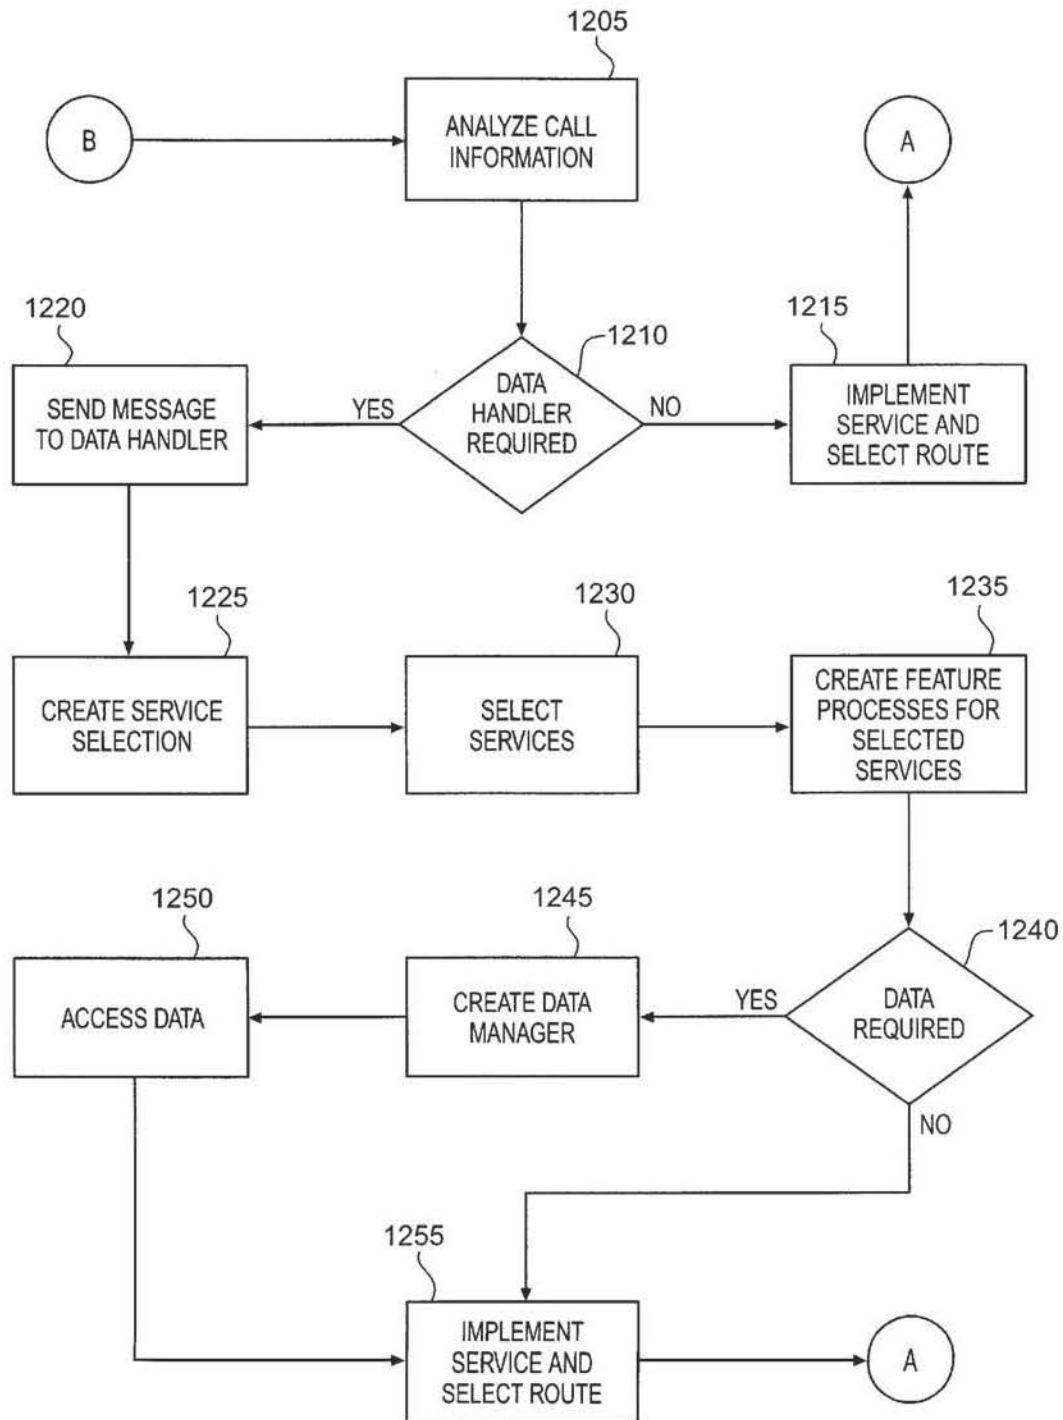 1205
B
ANALYZE CALL
INFORMATION
A
1220
1210
1215
SEND MESSAGE
TO DATA HANDLER
YES
DATA
HANDLER
REQUIRED
NO
IMPLEMENT
SERVICE AND
SELECT ROUTE
1225
1230
1235
CREATE SERVICE
SELECTION
SELECT
SERVICES
CREATE FEATURE
PROCESSES FOR
SELECTED
SERVICES
1250
1245
1240
ACCESS DATA
CREATE DATA
MANAGER
YES
DATA
REQUIRED
NO
1255
IMPLEMENT
SERVICE AND
SELECT ROUTE
A